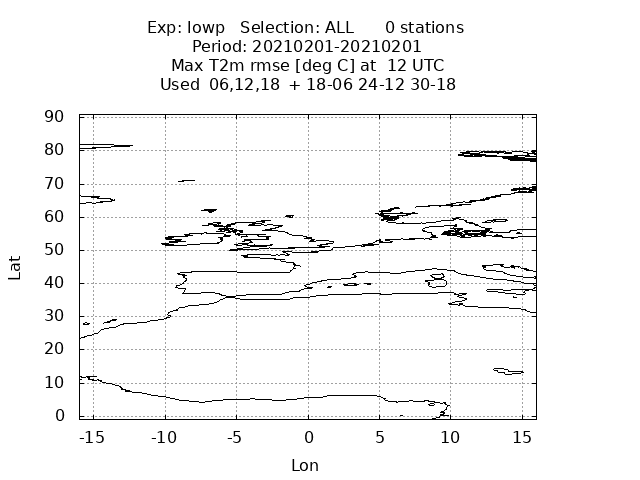 Exp: lowp Selection: ALL 0 stations
Period: 20210201-20210201
Max T2m rmse [deg C] at 12 UTC
Used 06,12,18 + 18-06 24-12 30-18
90
80
70
60
50
40
30
20
10
0
Lat
-15 -10 -5 0 5 10 15
Lon